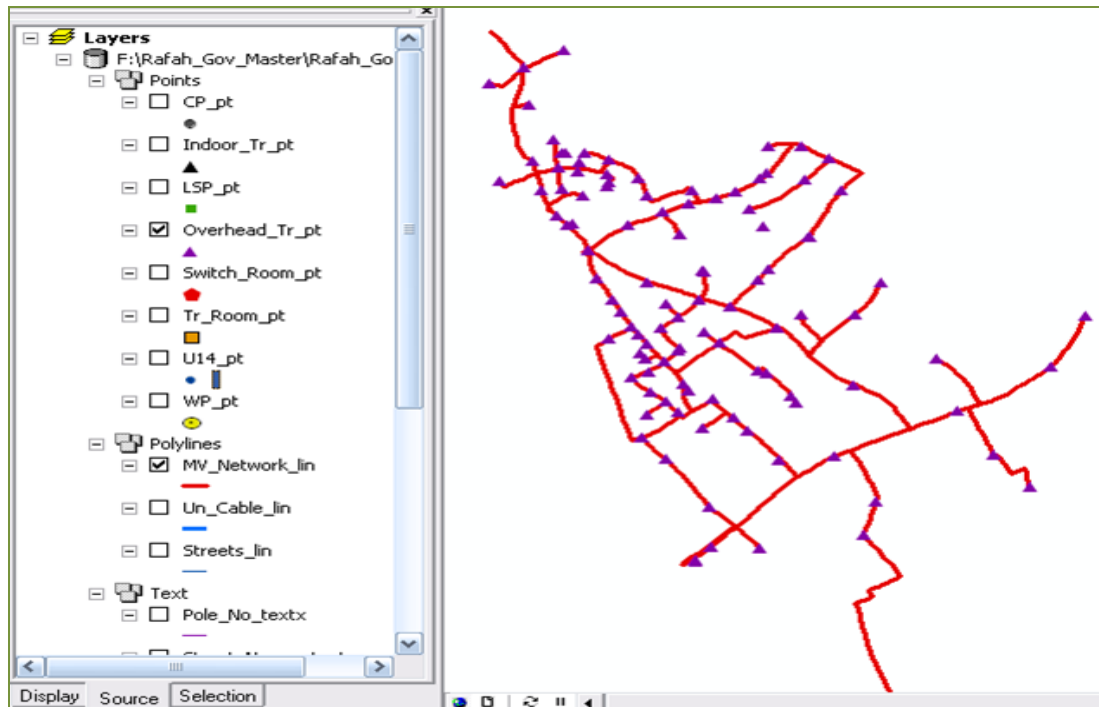 Layers
F:\Rafah_Gov_Master\Rafah_Go
Points
CP_pt
Indoor_Tr_pt
LSP_pt
Overhead_Tr_pt
Switch_Room_pt
Tr_Room_pt
U14_pt
WP_pt
Polylines
MV_Network_lin
Un_Cable_lin
Streets_lin
Text
Pole_No_textx
Display Source Selection